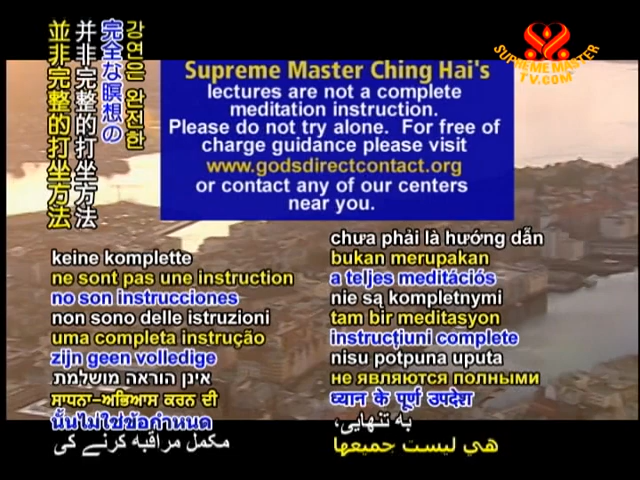 SUPREME MASTER
TV.COM
강연은 완전한
完全な瞑想の
并非完整的打坐方法
並非完整的打坐方法
Supreme Master Ching Hai's
lectures are not a complete
meditation instruction.
Please do not try alone.  For free of
charge guidance please visit
www.godsdirectcontact.org
or contact any of our centers
near you.
keine komplette
ne sont pas une instruction
no son instrucciones
non sono delle istruzioni
uma completa instrução
zijn geen volledige
אינן הוראה מושלמת
ਸਾਧਨਾ-ਅਭਿਆਸ ਕਰਨ ਦੀ
นั้นไม่ใช่ข้อกำหนด
مکمل مراقبہ کرنے کی
chưa phải là hướng dẫn
bukan merupakan
a teljes meditációs
nie są kompletnymi
tam bir meditasyon
instrucțiuni complete
nisu potpuna uputa
не являются полными
ध्यान के पूर्ण उपदेश
به تنهایی،
هي ليست جميعها